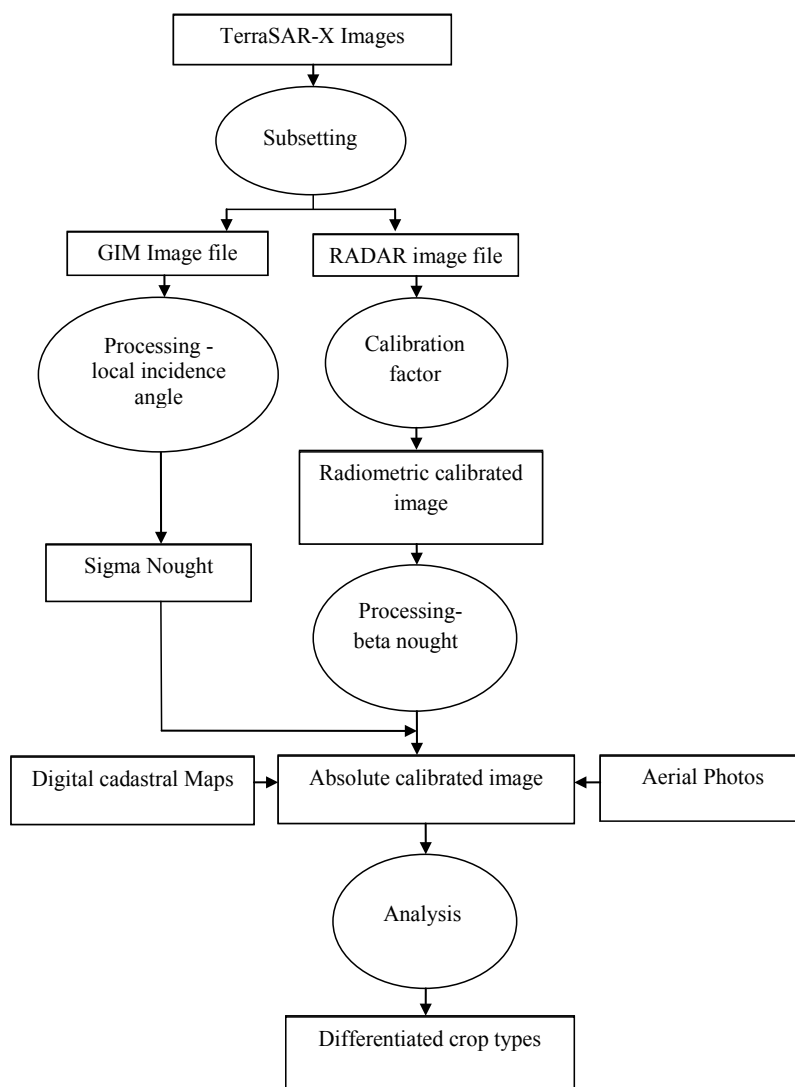 TerraSAR-X Images
Subsetting
GIM Image file
RADAR image file
Processing -
local incidence
angle
Calibration
factor
Radiometric calibrated
image
Sigma Nought
Processing-
beta nought
Digital cadastral Maps
Absolute calibrated image
Aerial Photos
Analysis
Differentiated crop types